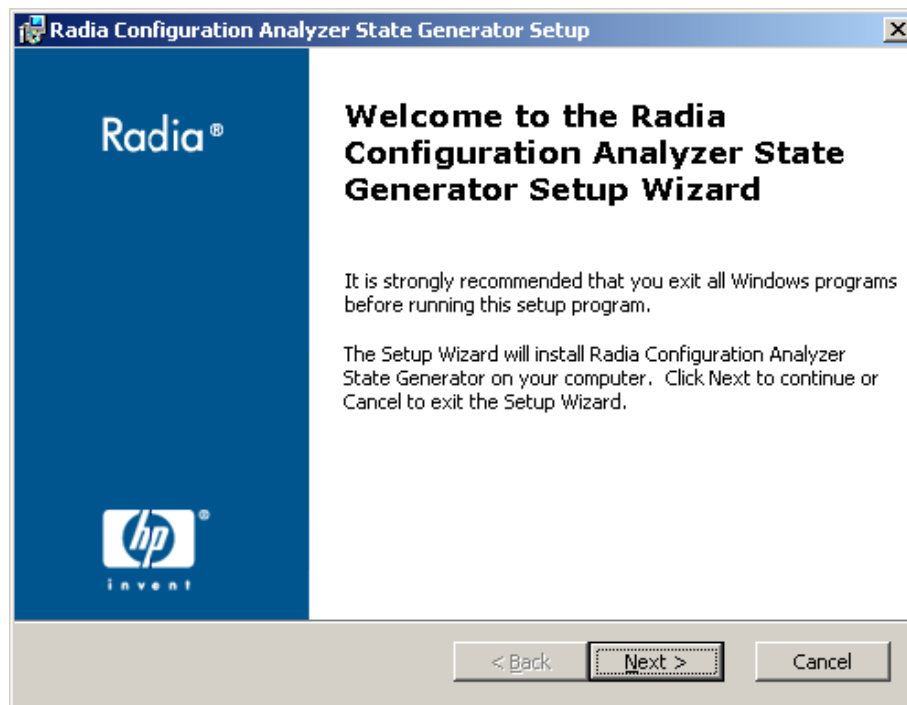 Radia Configuration Analyzer State Generator Setup
Radia®
Welcome to the Radia
Configuration Analyzer State
Generator Setup Wizard
It is strongly recommended that you exit all Windows programs
before running this setup program.
The Setup Wizard will install Radia Configuration Analyzer
State Generator on your computer.  Click Next to continue or
Cancel to exit the Setup Wizard.
hp®
invent
< Back
Next >
Cancel